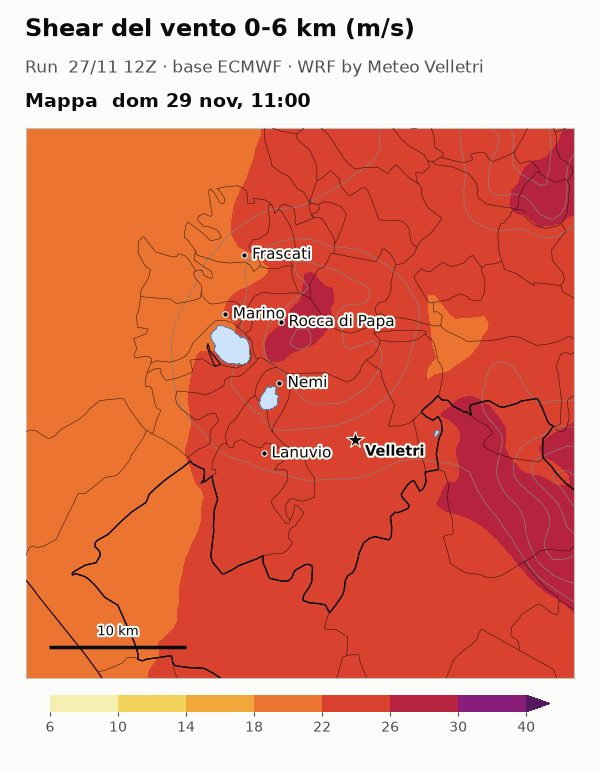 Shear del vento 0-6 km (m/s)
Run 27/11 12Z · base ECMWF · WRF by Meteo Velletri
Mappa dom 29 nov, 11:00
Frascati
Marino
Rocca di Papa
Nemi
Velletri
Lanuvio
10 km
6 10 14 18 22 26 30 40